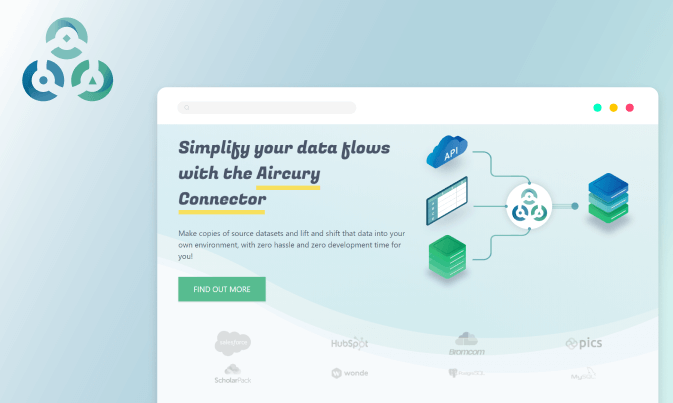 Simplify your data flows
with the Aircury
Connector
API
Make copies of source datasets and lift and shift that data into your
own environment, with zero hassle and zero development time for
you!
FIND OUT MORE
salesforce
HubSpot
Bromcom
pics
ScholarPack
wonde
PostgreSQL
MySQL